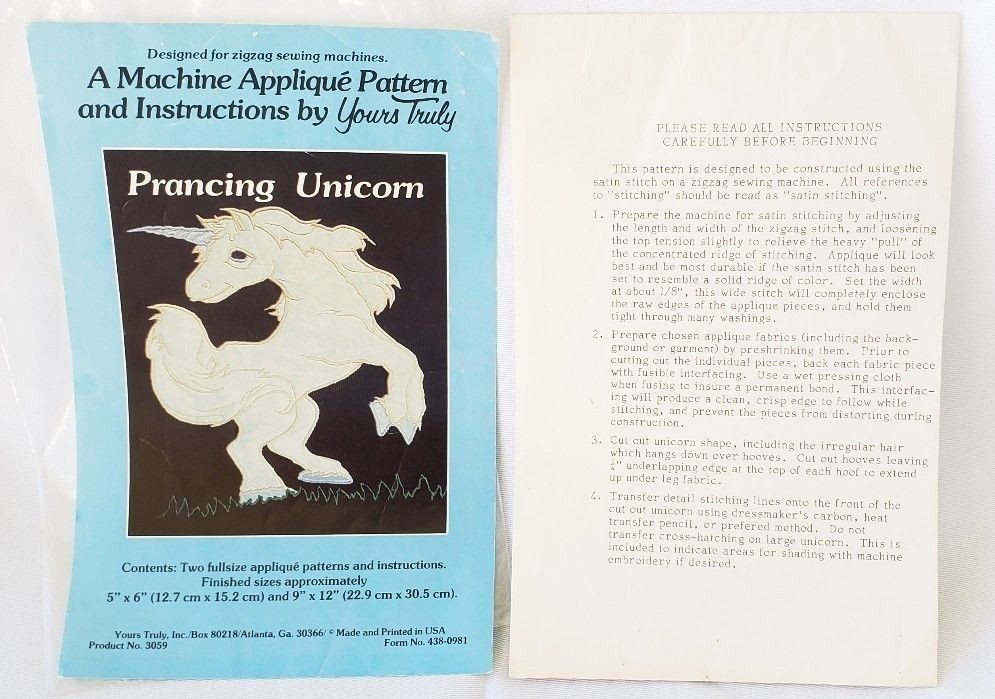 Designed for zigzag sewing machines.
A Machine Appliqué Pattern
and Instructions by Yours Truly
Prancing Unicorn
Contents: Two fullsize appliqué patterns and instructions.
Finished sizes approximately
5" x 6" (12.7 cm x 15.2 cm) and 9" x 12" (22.9 cm x 30.5 cm).
Yours Truly, Inc./Box 80218/Atlanta, Ga. 30366/ © Made and Printed in USA
Product No. 3059 Form No. 438-0981
PLEASE READ ALL INSTRUCTIONS
CAREFULLY BEFORE BEGINNING
This pattern is designed to be constructed using the
satin stitch on a zigzag sewing machine. All references
to "stitching" should be read as "satin stitching".
1. Prepare the machine for satin stitching by adjusting
the length and width of the zigzag stitch, and loosening
the top tension slightly to relieve the heavy "pull" of
the concentrated ridge of stitching. Applique will look
best and be most durable if the satin stitch has been
set to resemble a solid ridge of color. Set the width
at about 1/8", this wide stitch will completely enclose
the raw edges of the applique pieces, and hold them
tight through many washings.
2. Prepare chosen applique fabrics (including the back-
ground or garment) by preshrinking them. Prior to
cutting out the individual pieces, back each fabric piece
with fusible interfacing. Use a wet pressing cloth
when fusing to insure a permanent bond. This interfac-
ing will produce a clean, crisp edge to follow while
stitching, and prevent the pieces from distorting during
construction.
3. Cut out unicorn shape, including the irregular hair
which hangs down over hooves. Cut out hooves leaving
¼" underlapping edge at the top of each hoof to extend
up under leg fabric.
4. Transfer detail stitching lines onto the front of the
cut out unicorn using dressmaker's carbon, heat
transfer pencil, or prefered method. Do not
transfer cross-hatching on large unicorn. This is
included to indicate areas for shading with machine
embroidery if desired.